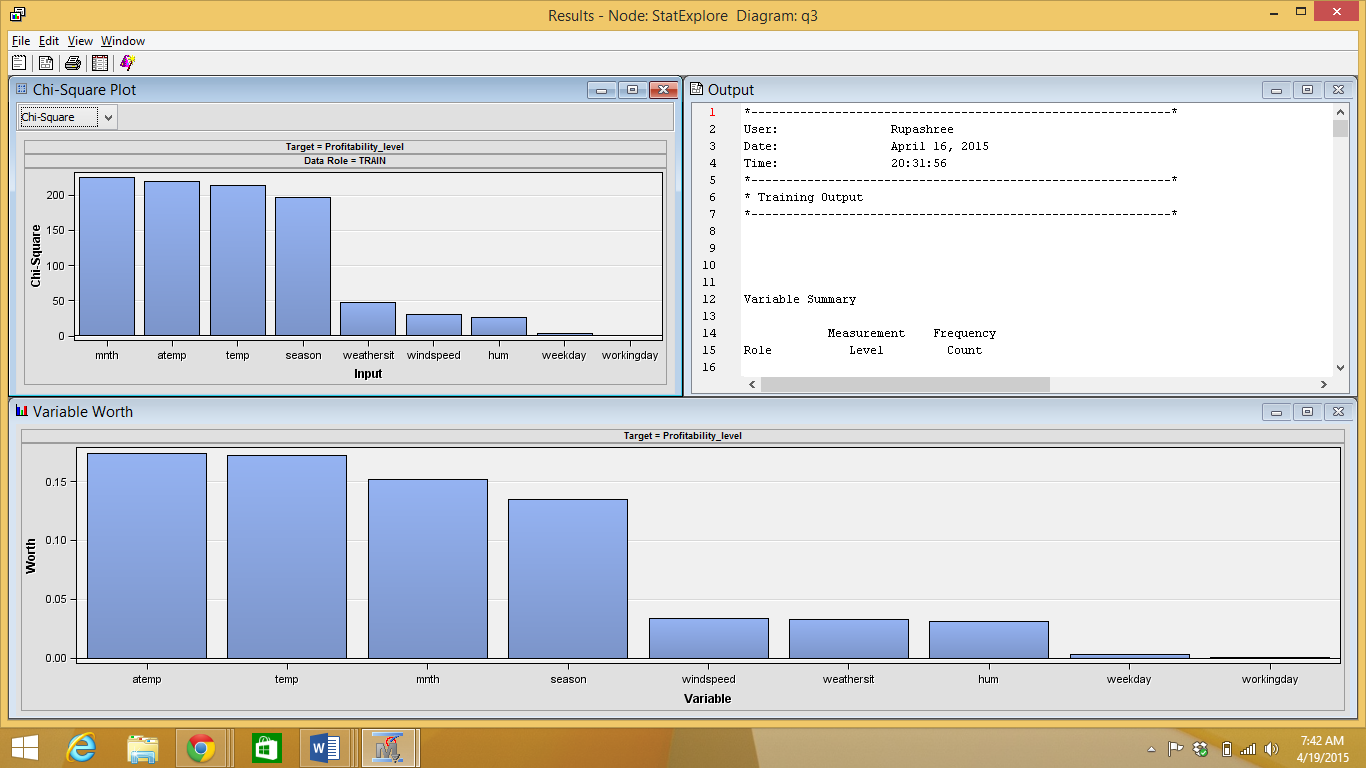 Results - Node: StatExplore Diagram: q3
File Edit View Window
Chi-Square Plot
Chi-Square
Target = Profitability_level
Data Role = TRAIN
Chi-Square
200
150
100
50
0
mnth atemp temp season weathersit windspeed hum weekday workingday
Input
Output
1 *------------------------------------------------------------*
2 User: Rupashree
3 Date: April 16, 2015
4 Time: 20:31:56
5 *------------------------------------------------------------*
6 * Training Output
7 *------------------------------------------------------------*
8
9
10
11
12 Variable Summary
13
14 Measurement Frequency
15 Role Level Count
16
Variable Worth
Target = Profitability_level
Worth
0.15
0.10
0.05
0.00
atemp temp mnth season windspeed weathersit hum weekday workingday
Variable
7:42 AM
4/19/2015